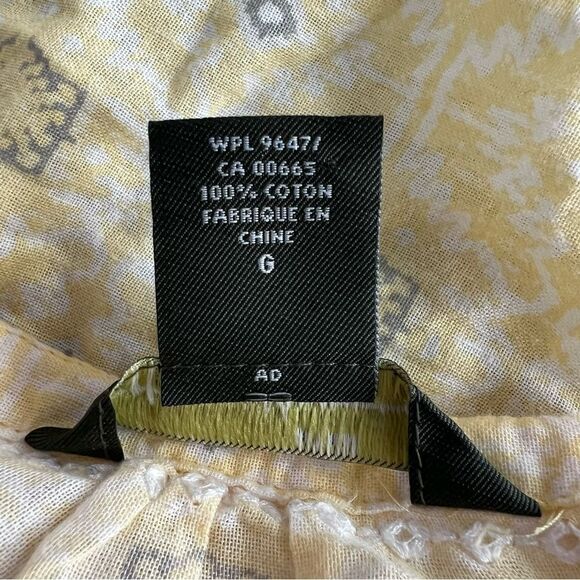 WPL 9647/
CA 00665
100% COTON
FABRIQUE EN
CHINE
G
AD